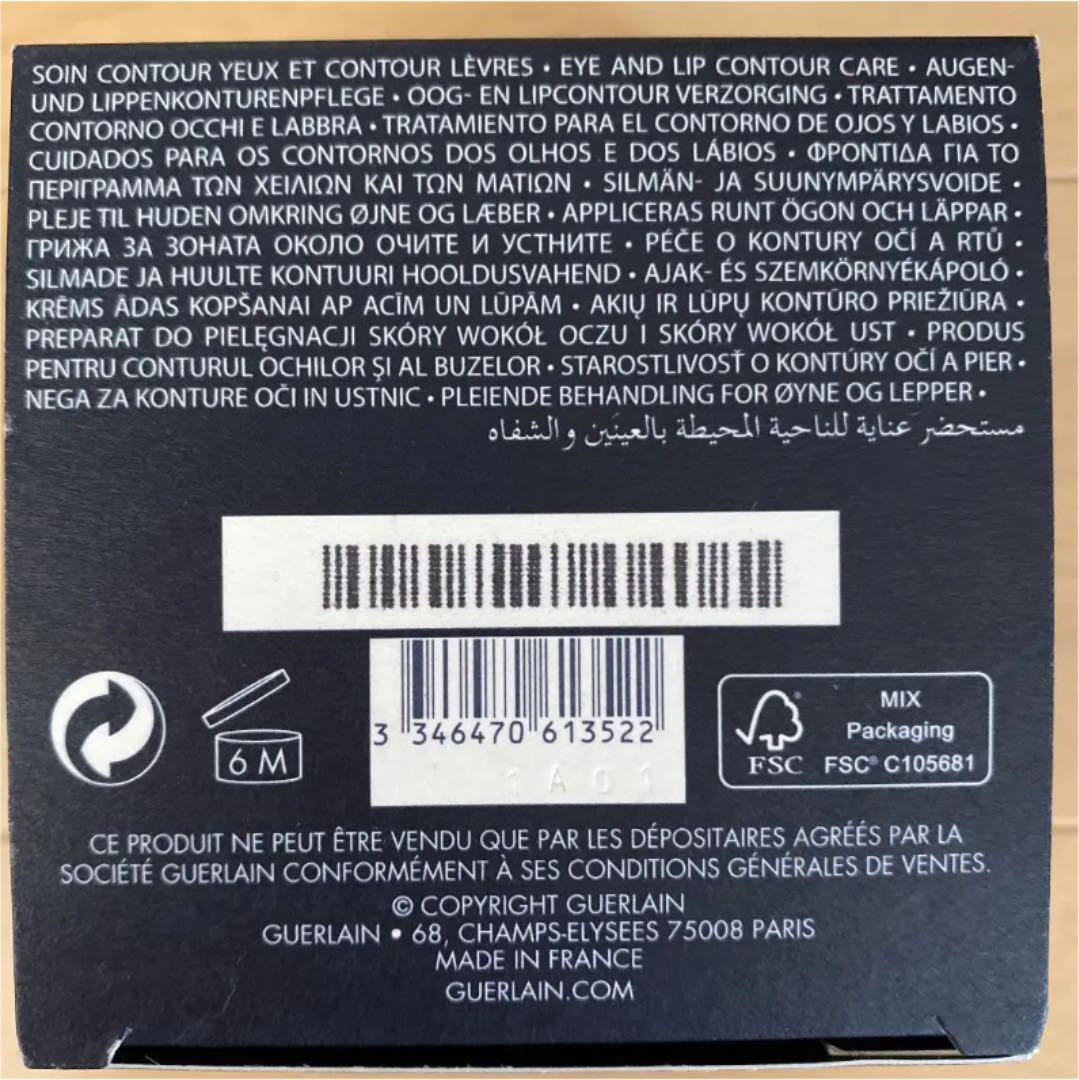 SOIN CONTOUR YEUX ET CONTOUR LÈVRES • EYE AND LIP CONTOUR CARE • AUGEN-
UND LIPPENKONTURENPFLEGE • OOG- EN LIPCONTOUR VERZORGING • TRATTAMENTO
CONTORNO OCCHI E LABBRA • TRATAMIENTO PARA EL CONTORNO DE OJOS Y LABIOS •
CUIDADOS PARA OS CONTORNOS DOS OLHOS E DOS LÁBIOS • ΦΡΟΝΤΙΔΑ ΓΙΑ ΤΟ
ΠΕΡΙΓΡΑΜΜΑ ΤΩΝ ΧΕΙΛΙΩΝ ΚΑΙ ΤΩΝ ΜΑΤΙΩΝ • SILMÄN- JA SUUNYMPÄRYSVOIDE •
PLEJE TIL HUDEN OMKRING ØJNE OG LÆBER • APPLICERAS RUNT ÖGON OCH LÄPPAR •
ГРИЖА ЗА ЗОНАТА ОКОЛО ОЧИТЕ И УСТНИТЕ • PÉČE O KONTURY OČÍ A RTŮ •
SILMADE JA HUULTE KONTUURI HOOLDUSVAHEND • AJAK- ÉS SZEMKÖRNYÉKÁPOLÓ •
KRĒMS ĀDAS KOPŠANAI AP ACĪM UN LŪPĀM • AKIŲ IR LŪPŲ KONTŪRO PRIEŽIŪRA •
PREPARAT DO PIELĘGNACJI SKÓRY WOKÓŁ OCZU I SKÓRY WOKÓŁ UST • PRODUS
PENTRU CONTURUL OCHILOR ȘI AL BUZELOR • STAROSTLIVOSŤ O KONTÚRY OČÍ A PIER •
NEGA ZA KONTURE OČI IN USTNIC • PLEIENDE BEHANDLING FOR ØYNE OG LEPPER •
مستحضر عناية للناحية المحيطة بالعينَين والشفاه
3 346470 613522
1A01
6 M
MIX
Packaging
FSC FSC® C105681
CE PRODUIT NE PEUT ÊTRE VENDU QUE PAR LES DÉPOSITAIRES AGRÉÉS PAR LA
SOCIÉTÉ GUERLAIN CONFORMÉMENT À SES CONDITIONS GÉNÉRALES DE VENTES.
© COPYRIGHT GUERLAIN
GUERLAIN • 68, CHAMPS-ELYSEES 75008 PARIS
MADE IN FRANCE
GUERLAIN.COM